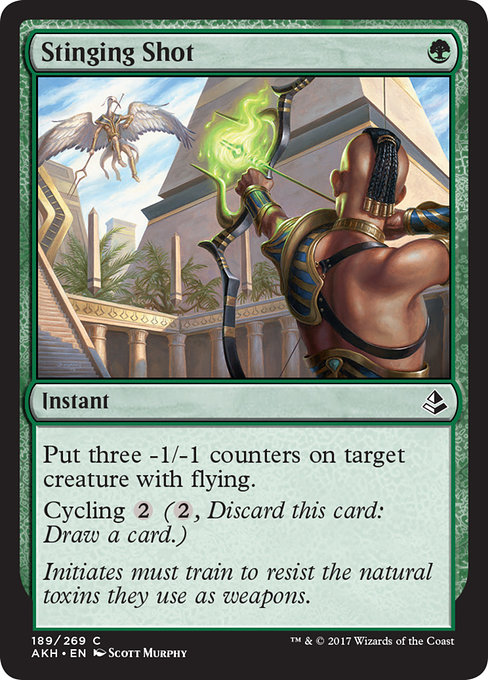 Stinging Shot
Instant
Put three -1/-1 counters on target
creature with flying.
Cycling 2 (2, Discard this card:
Draw a card.)
Initiates must train to resist the natural
toxins they use as weapons.
189/269 C
™ & © 2017 Wizards of the Coast
AKH • EN Scott Murphy